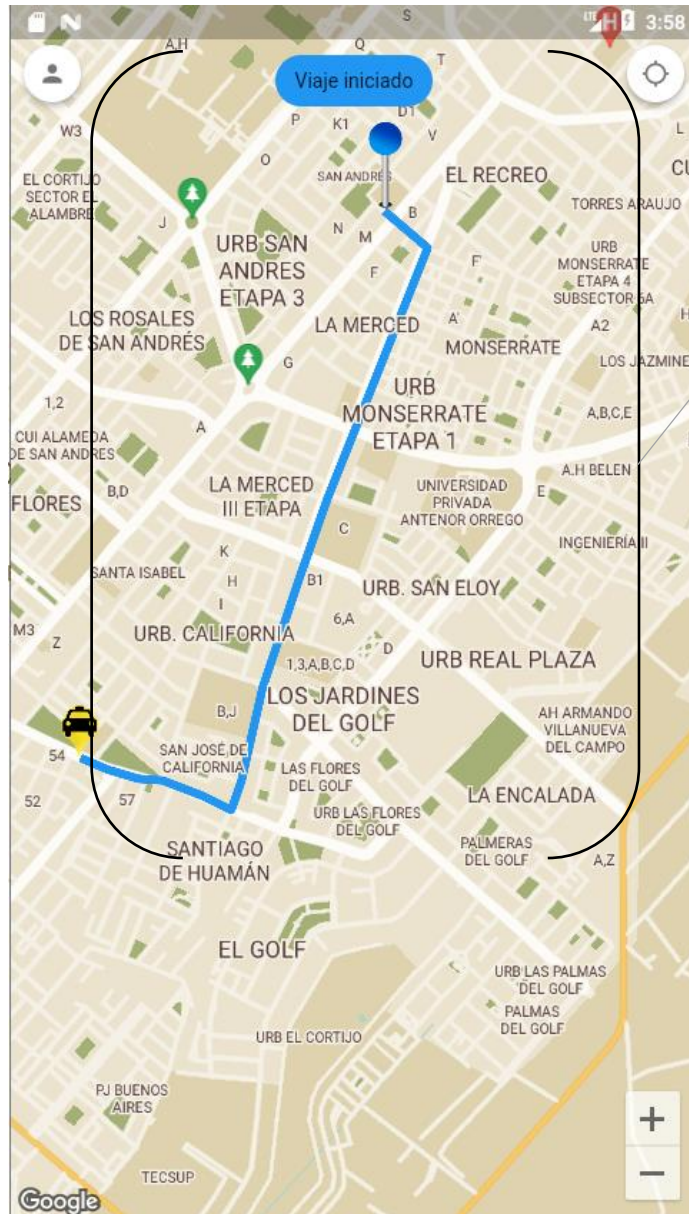 3:58
LTE
H
S
A,H
Q
T
Viaje iniciado
P
D1
K1
V
W3
L
O
EL CORTIJO
SECTOR EL
ALAMBRE
SAN ANDRÉS
EL RECREO
J
B
TORRES ARAUJO
N
M
URB SAN
ANDRES
ETAPA 3
F
F'
URB
MONSERRATE
ETAPA 4
SUBSECTOR 6A
LOS ROSALES
DE SAN ANDRÉS
LA MERCED
A'
A2
MONSERRATE
G
LOS JAZMINE
1,2
URB
MONSERRATE
ETAPA 1
A,B,C,E
A
CUI ALAMEDA
DE SAN ANDRES
A.H BELEN
FLORES
B,D
LA MERCED
III ETAPA
UNIVERSIDAD
PRIVADA
ANTENOR ORREGO
E
C
INGENIERÍA II
K
SANTA ISABEL
H
B1
URB. SAN ELOY
I
M3
6,A
Z
URB. CALIFORNIA
D
1,3,A,B,C,D
URB REAL PLAZA
LOS JARDINES
DEL GOLF
B,J
AH ARMANDO
VILLANUEVA
DEL CAMPO
54
SAN JOSÉ DE
CALIFORNIA
LAS FLORES
DEL GOLF
52
57
LA ENCALADA
URB LAS FLORES
DEL GOLF
SANTIAGO
DE HUAMÁN
PALMERAS
DEL GOLF
A,Z
EL GOLF
URB LAS PALMAS
DEL GOLF
PALMAS
DEL GOLF
URB EL CORTIJO
PJ BUENOS
AIRES
+
−
TECSUP
Google